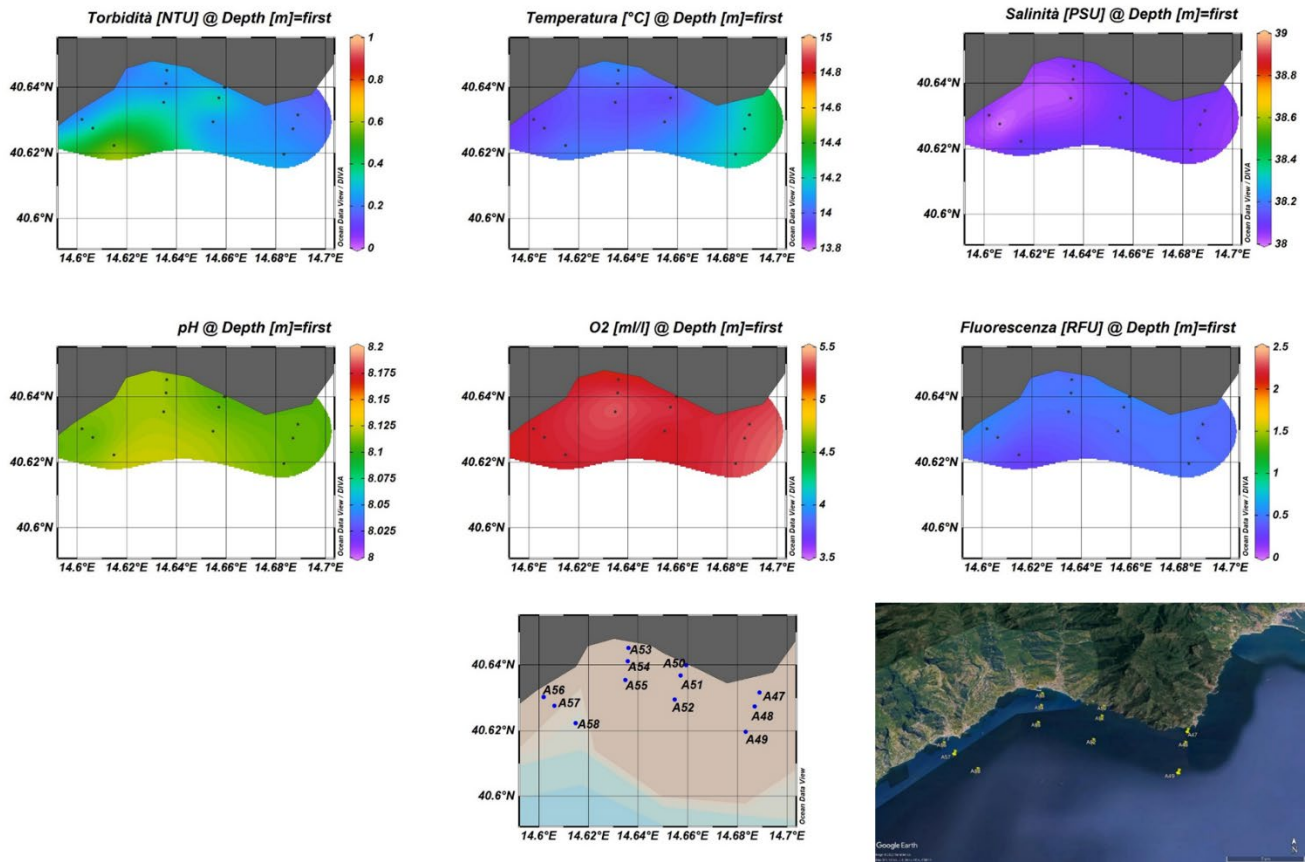 Torbidità [NTU] @ Depth [m]=first
40.64°N
40.62°N
40.6°N
14.6°E 14.62°E 14.64°E 14.66°E 14.68°E 14.7°E
1
0.8
0.6
0.4
0.2
0
Ocean Data View / DIVA
Temperatura [°C] @ Depth [m]=first
40.64°N
40.62°N
40.6°N
14.6°E 14.62°E 14.64°E 14.66°E 14.68°E 14.7°E
15
14.8
14.6
14.4
14.2
14
13.8
Ocean Data View / DIVA
Salinità [PSU] @ Depth [m]=first
40.64°N
40.62°N
40.6°N
14.6°E 14.62°E 14.64°E 14.66°E 14.68°E 14.7°E
39
38.8
38.6
38.4
38.2
38
Ocean Data View / DIVA
pH @ Depth [m]=first
40.64°N
40.62°N
40.6°N
14.6°E 14.62°E 14.64°E 14.66°E 14.68°E 14.7°E
8.2
8.175
8.15
8.125
8.1
8.075
8.05
8.025
8
Ocean Data View / DIVA
O2 [ml/l] @ Depth [m]=first
40.64°N
40.62°N
40.6°N
14.6°E 14.62°E 14.64°E 14.66°E 14.68°E 14.7°E
5.5
5
4.5
4
3.5
Ocean Data View / DIVA
Fluorescenza [RFU] @ Depth [m]=first
40.64°N
40.62°N
40.6°N
14.6°E 14.62°E 14.64°E 14.66°E 14.68°E 14.7°E
2.5
2
1.5
1
0.5
0
Ocean Data View / DIVA
40.64°N
40.62°N
40.6°N
14.6°E 14.62°E 14.64°E 14.66°E 14.68°E 14.7°E
A53
A54
A50
A55
A51
A56
A47
A57
A52
A48
A58
A49
Ocean Data View
A47
A57
A49
Google Earth
N